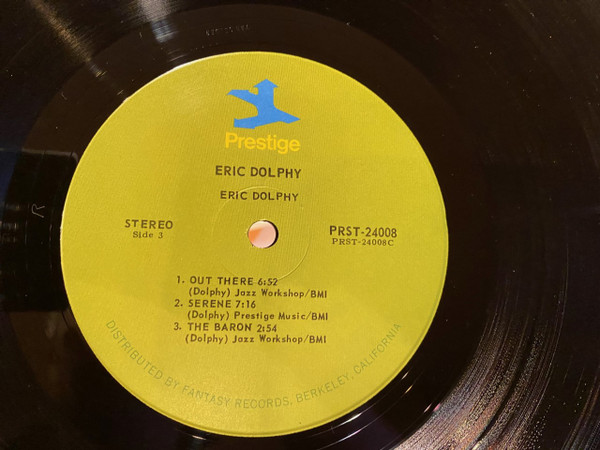 Prestige
ERIC DOLPHY
ERIC DOLPHY
STEREO
Side 3
PRST-24008
PRST-24008C
1. OUT THERE 6:52
(Dolphy) Jazz Workshop/BMI
2. SERENE 7:16
(Dolphy) Prestige Music/BMI
3. THE BARON 2:54
(Dolphy) Jazz Workshop/BMI
DISTRIBUTED BY FANTASY RECORDS, BERKELEY, CALIFORNIA